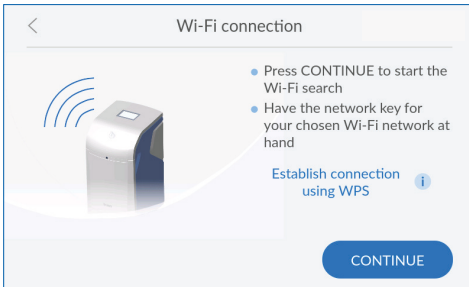 Wi-Fi connection
Press CONTINUE to start the
Wi-Fi search
Have the network key for
your chosen Wi-Fi network at
hand
Establish connection
using WPS
i
CONTINUE